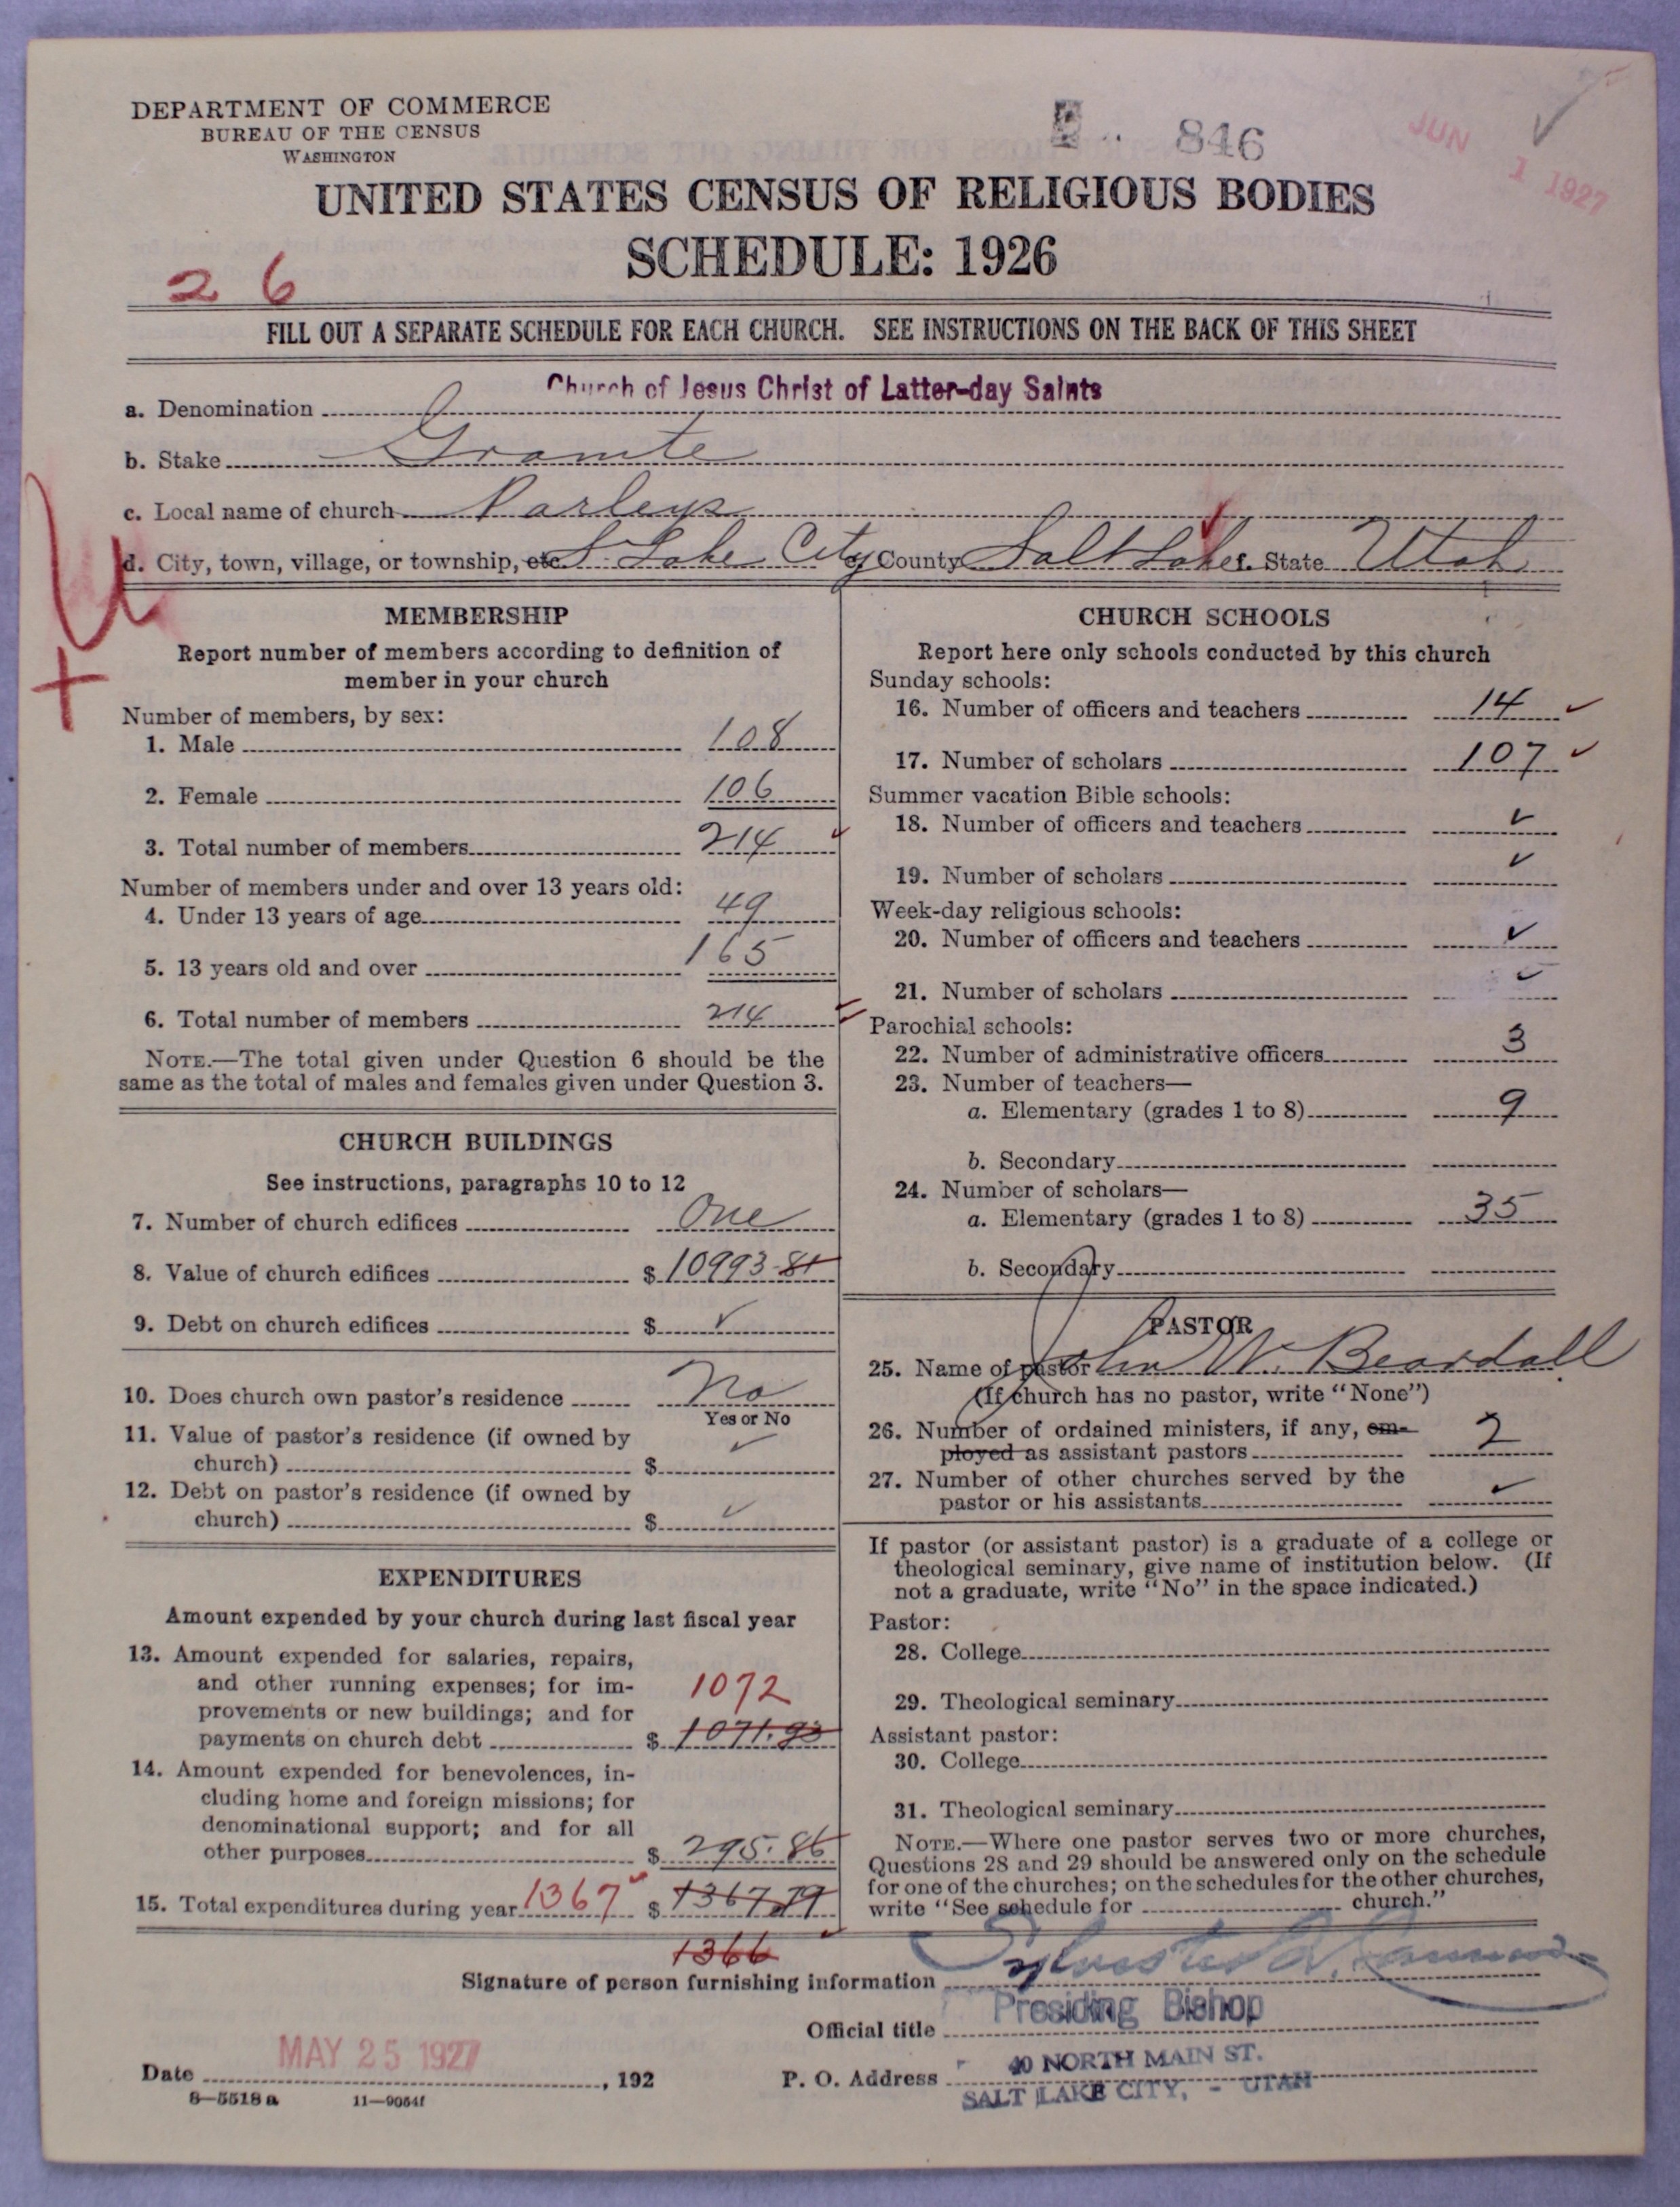 DEPARTMENT OF COMMERCE
BUREAU OF THE CENSUS
WASHINGTON
846
JUN 1 1927
UNITED STATES CENSUS OF RELIGIOUS BODIES
SCHEDULE: 1926
26
FILL OUT A SEPARATE SCHEDULE FOR EACH CHURCH. SEE INSTRUCTIONS ON THE BACK OF THIS SHEET
a. Denomination Church of Jesus Christ of Latter-day Saints
b. Stake Granite
c. Local name of church Parleys
d. City, town, village, or township, etc. S. Lake City e. County Salt Lake f. State Utah
MEMBERSHIP
Report number of members according to definition of
member in your church
Number of members, by sex:
1. Male 108
2. Female 106
3. Total number of members 214
Number of members under and over 13 years old:
4. Under 13 years of age 49
5. 13 years old and over 165
6. Total number of members 214
NOTE.—The total given under Question 6 should be the
same as the total of males and females given under Question 3.
CHURCH BUILDINGS
See instructions, paragraphs 10 to 12
7. Number of church edifices One
8. Value of church edifices $ 10993.81
9. Debt on church edifices $ ✓
10. Does church own pastor's residence No
Yes or No
11. Value of pastor's residence (if owned by
church) $ ✓
12. Debt on pastor's residence (if owned by
church) $ ✓
EXPENDITURES
Amount expended by your church during last fiscal year
13. Amount expended for salaries, repairs,
and other running expenses; for im-
provements or new buildings; and for 1072
payments on church debt $ 1071.93
14. Amount expended for benevolences, in-
cluding home and foreign missions; for
denominational support; and for all
other purposes $ 295.86
15. Total expenditures during year 1367 $ 1367.79
1366
CHURCH SCHOOLS
Report here only schools conducted by this church
Sunday schools:
16. Number of officers and teachers 14 ✓
17. Number of scholars 107 ✓
Summer vacation Bible schools:
18. Number of officers and teachers ✓
19. Number of scholars ✓
Week-day religious schools:
20. Number of officers and teachers ✓
21. Number of scholars ✓
Parochial schools:
22. Number of administrative officers 3
23. Number of teachers—
a. Elementary (grades 1 to 8) 9
b. Secondary
24. Number of scholars—
a. Elementary (grades 1 to 8) 35
b. Secondary
PASTOR
25. Name of pastor John W. Beardall
(If church has no pastor, write "None")
26. Number of ordained ministers, if any, em-
ployed as assistant pastors 2
27. Number of other churches served by the
pastor or his assistants ✓
If pastor (or assistant pastor) is a graduate of a college or
theological seminary, give name of institution below. (If
not a graduate, write "No" in the space indicated.)
Pastor:
28. College
29. Theological seminary
Assistant pastor:
30. College
31. Theological seminary
NOTE.—Where one pastor serves two or more churches,
Questions 28 and 29 should be answered only on the schedule
for one of the churches; on the schedules for the other churches,
write "See schedule for church."
Signature of person furnishing information Sylvester Q. Cannon
Official title Presiding Bishop
Date MAY 25 1927, 192 P. O. Address 40 NORTH MAIN ST.
SALT LAKE CITY, - UTAH
8—5518 a 11—9054f